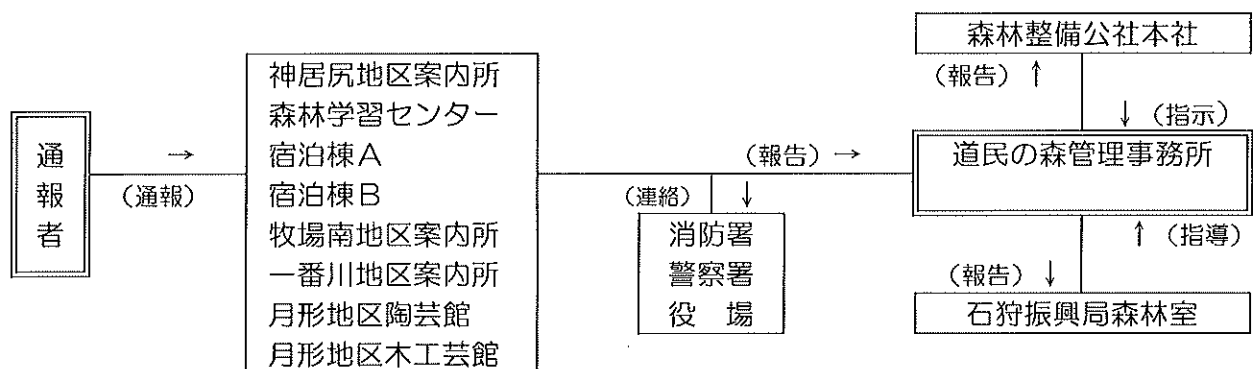 通報者
→
(通報)
神居尻地区案内所
森林学習センター
宿泊棟A
宿泊棟B
牧場南地区案内所
一番川地区案内所
月形地区陶芸館
月形地区木工芸館
(報告)→
(連絡) ↓
消防署
警察署
役 場
森林整備公社本社
(報告) ↑
↓ (指示)
道民の森管理事務所
↑ (指導)
(報告) ↓
石狩振興局森林室